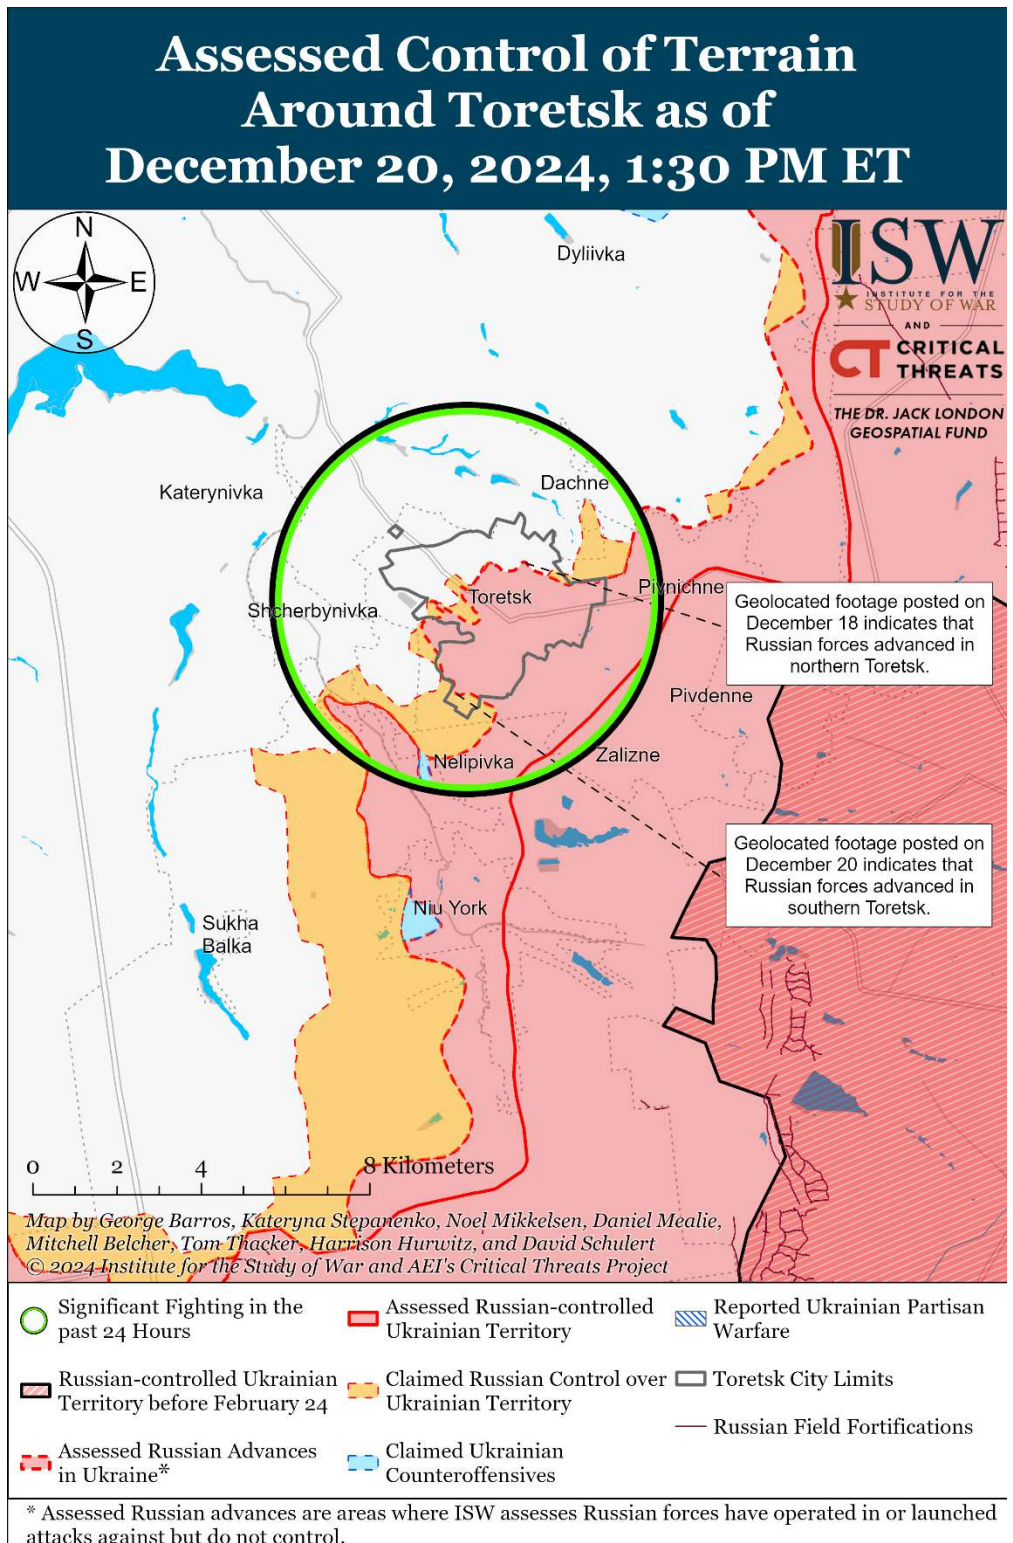 Assessed Control of Terrain
Around Toretsk as of
December 20, 2024, 1:30 PM ET
N
W
E
S
ISW
INSTITUTE FOR THE
STUDY OF WAR
AND
CT CRITICAL
THREATS
THE DR. JACK LONDON
GEOSPATIAL FUND
Dyliivka
Katerynivka
Dachne
Shcherbynivka
Toretsk
Pivnichne
Geolocated footage posted on
December 18 indicates that
Russian forces advanced in
northern Toretsk.
Pivdenne
Nelipivka
Zalizne
Geolocated footage posted on
December 20 indicates that
Russian forces advanced in
southern Toretsk.
Niu York
Sukha
Balka
0 2 4 8 Kilometers
Map by George Barros, Kateryna Stepanenko, Noel Mikkelsen, Daniel Mealie,
Mitchell Belcher, Tom Thacker, Harrison Hurwitz, and David Schulert
© 2024 Institute for the Study of War and AEI's Critical Threats Project
Significant Fighting in the
past 24 Hours
Russian-controlled Ukrainian
Territory before February 24
Assessed Russian Advances
in Ukraine*
Assessed Russian-controlled
Ukrainian Territory
Claimed Russian Control over
Ukrainian Territory
Claimed Ukrainian
Counteroffensives
Reported Ukrainian Partisan
Warfare
Toretsk City Limits
Russian Field Fortifications
* Assessed Russian advances are areas where ISW assesses Russian forces have operated in or launched
attacks against but do not control.